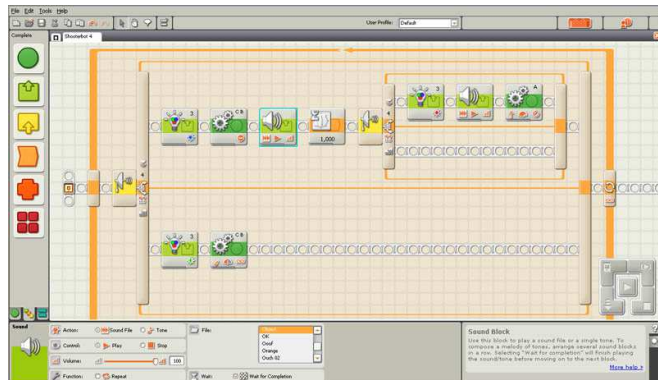 File Edit Tools Help
User Profile: Default
Complete
Shooterbot 4
3
C B
3
A
4
4
1,000
3
C B
Sound
Action:
Sound File
Tone
Control:
Play
Stop
Volume:
100
Function:
Repeat
File:
OK
Orange
Ouch 02
Wait:
Wait for Completion
Sound Block
Use this block to play a sound file or a single tone. To
compose a melody of tones, arrange several sound blocks
in a row. Selecting "Wait for completion" will finish playing
the sound/tone before moving on to the next block.
More help »